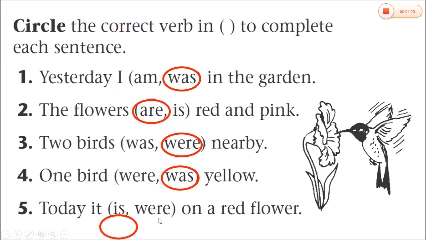 Circle the correct verb in ( ) to complete
each sentence.
1. Yesterday I (am, was) in the garden.
2. The flowers (are, is) red and pink.
3. Two birds (was, were) nearby.
4. One bird (were, was) yellow.
5. Today it (is, were) on a red flower.